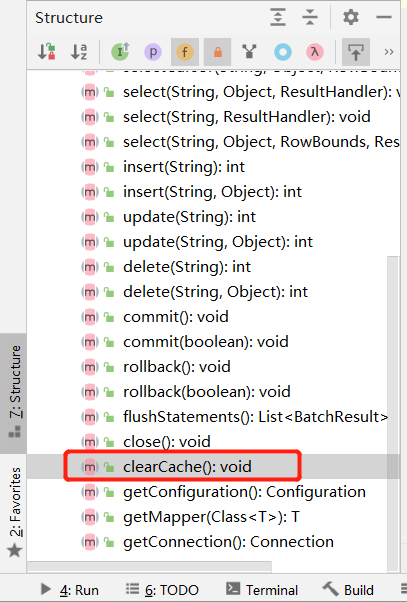 Structure
select(String, Object, ResultHandler): v
select(String, ResultHandler): void
select(String, Object, RowBounds, Res
insert(String): int
insert(String, Object): int
update(String): int
update(String, Object): int
delete(String): int
delete(String, Object): int
commit(): void
commit(boolean): void
rollback(): void
rollback(boolean): void
flushStatements(): List<BatchResult>
close(): void
clearCache(): void
getConfiguration(): Configuration
getMapper(Class<T>): T
getConnection(): Connection
7: Structure
2: Favorites
4: Run 6: TODO Terminal Build